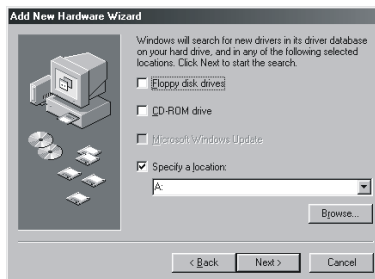 Add New Hardware Wizard
Windows will search for new drivers in its driver database
on your hard drive, and in any of the following selected
locations. Click Next to start the search.
Floppy disk drives
CD-ROM drive
Microsoft Windows Update
Specify a location:
A:
Browse...
< Back
Next >
Cancel